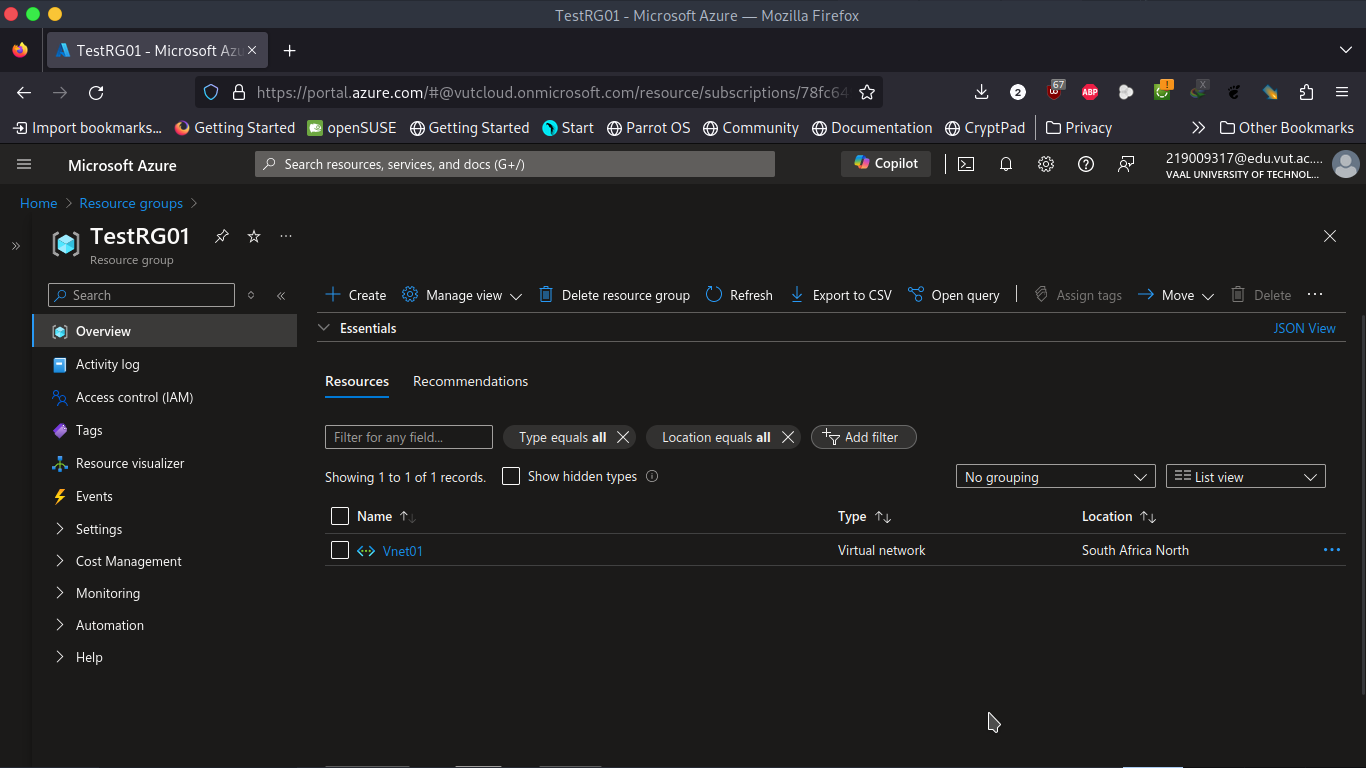 TestRG01 - Microsoft Azure — Mozilla Firefox
TestRG01 - Microsoft Azu
https://portal.azure.com/#@vutcloud.onmicrosoft.com/resource/subscriptions/78fc64
2 67 ABP ! X
Import bookmarks... Getting Started openSUSE Getting Started Start Parrot OS Community Documentation CryptPad Privacy Other Bookmarks
Microsoft Azure Search resources, services, and docs (G+/) Copilot 219009317@edu.vut.ac....
VAAL UNIVERSITY OF TECHNOL...
Home > Resource groups >
TestRG01
Resource group
Search
Create Manage view Delete resource group Refresh Export to CSV Open query Assign tags Move Delete
Essentials JSON View
Overview
Activity log
Access control (IAM)
Tags
Resource visualizer
Events
Settings
Cost Management
Monitoring
Automation
Help
Resources Recommendations
Filter for any field... Type equals all Location equals all Add filter
Showing 1 to 1 of 1 records. Show hidden types No grouping List view
Name Type Location
Vnet01 Virtual network South Africa North